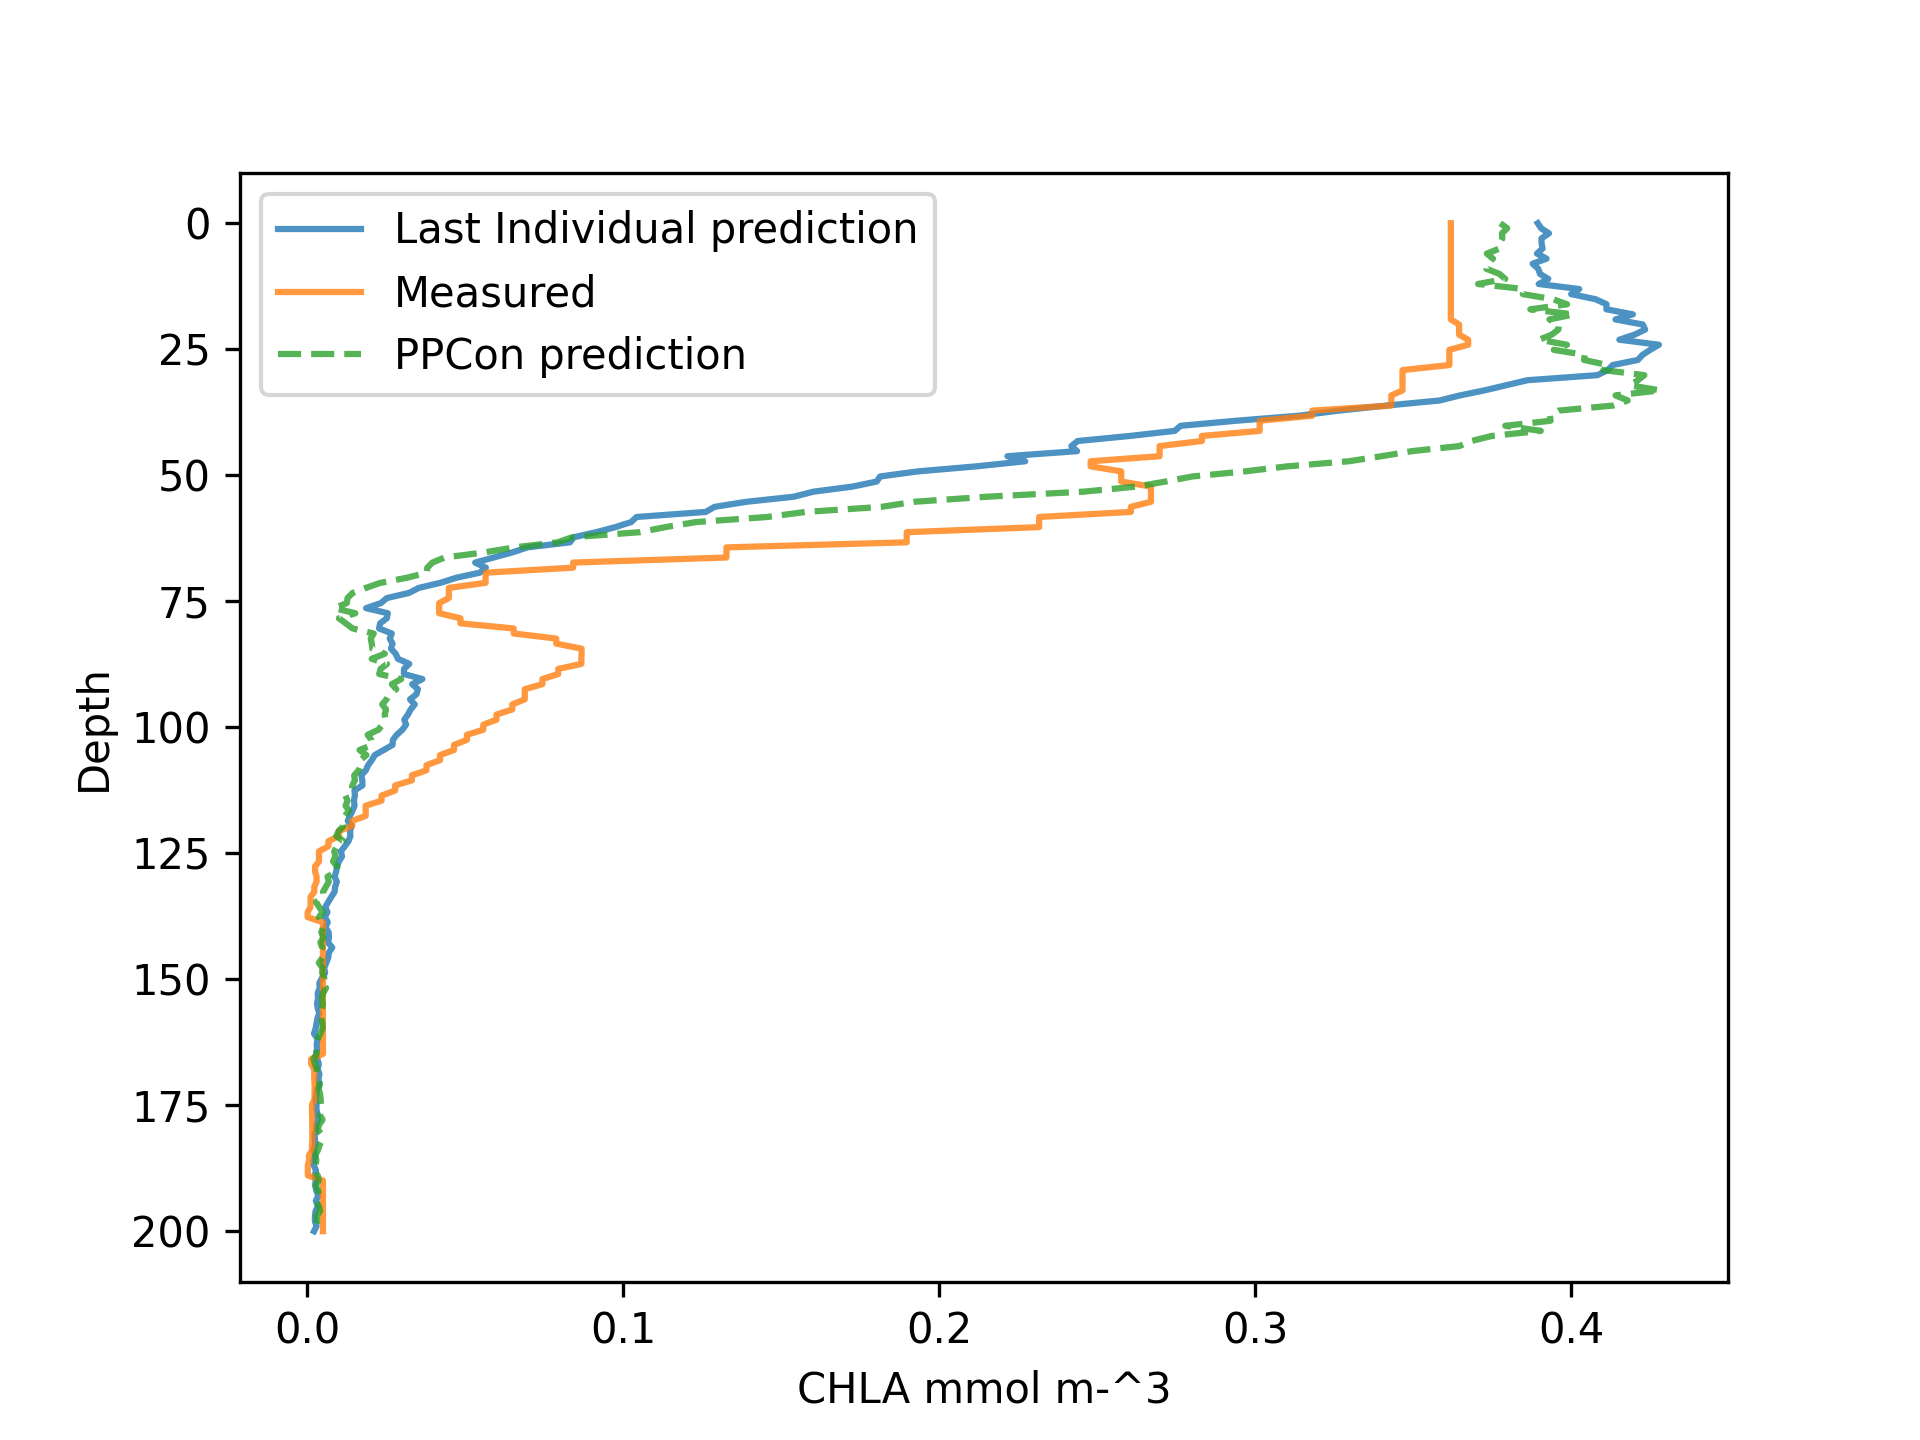 Last Individual prediction
Measured
PPCon prediction
0
25
50
75
100
125
150
175
200
Depth
0.0 0.1 0.2 0.3 0.4
CHLA mmol m-^3